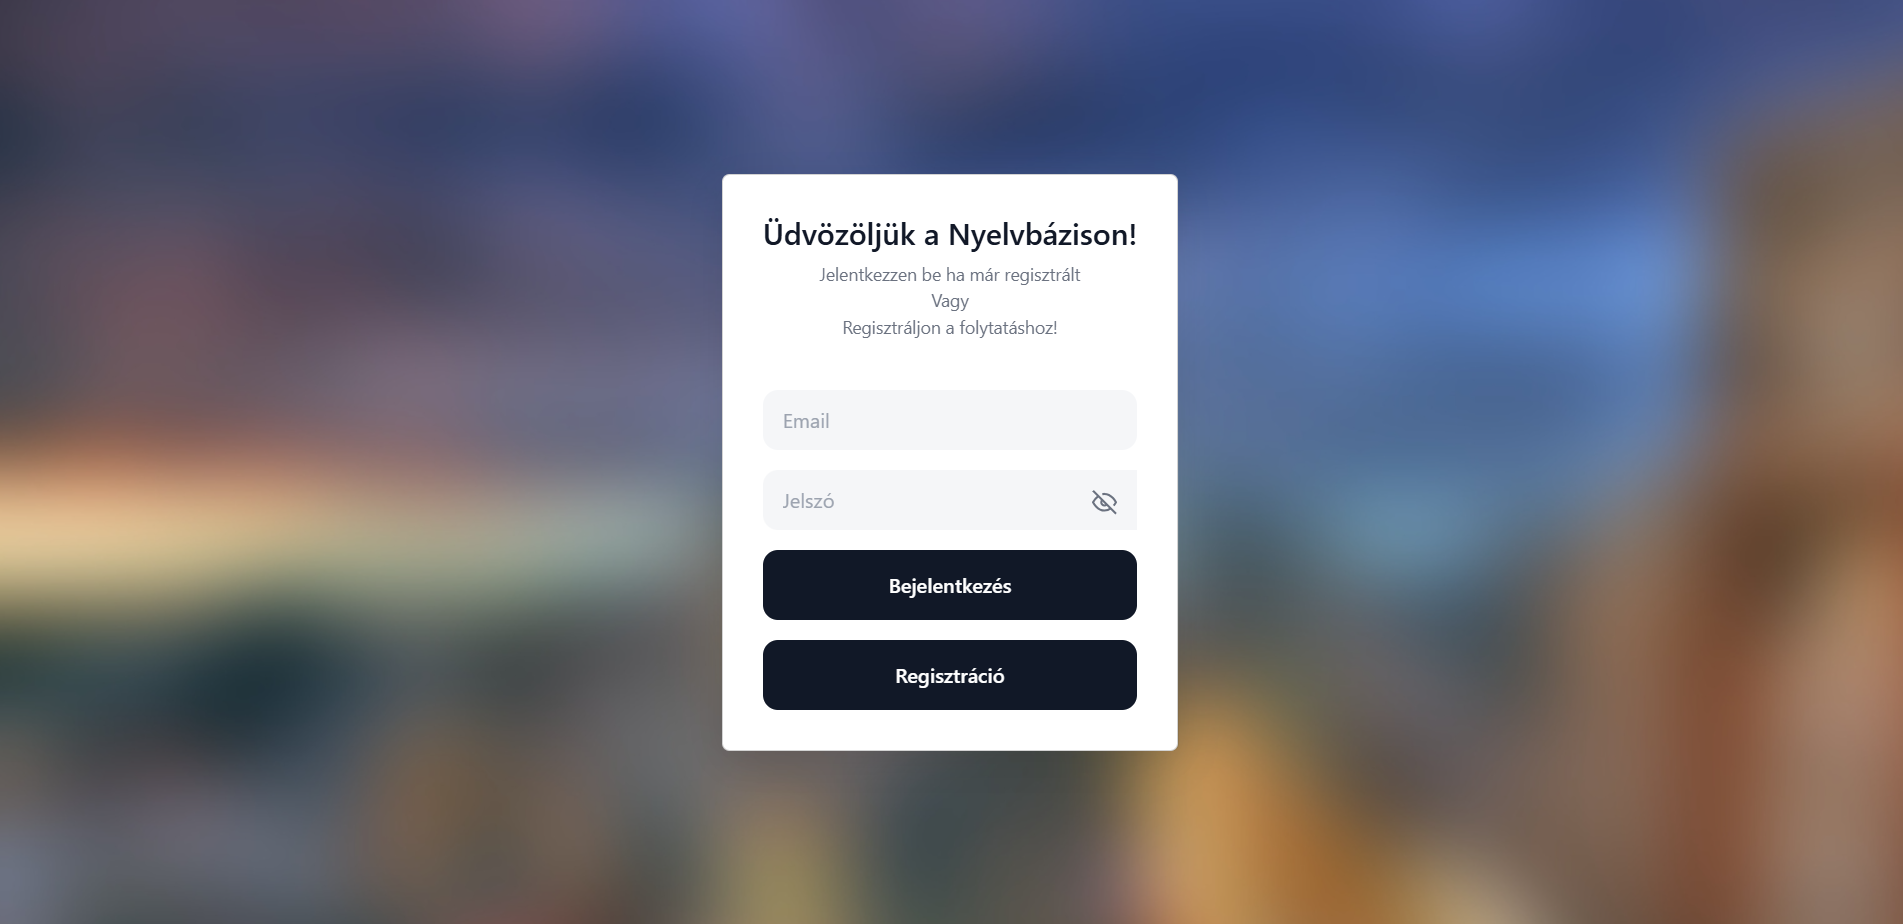 Üdvözöljük a Nyelvbázison!
Jelentkezzen be ha már regisztrált
Vagy
Regisztráljon a folytatáshoz!
Email
Jelszó
Bejelentkezés
Regisztráció